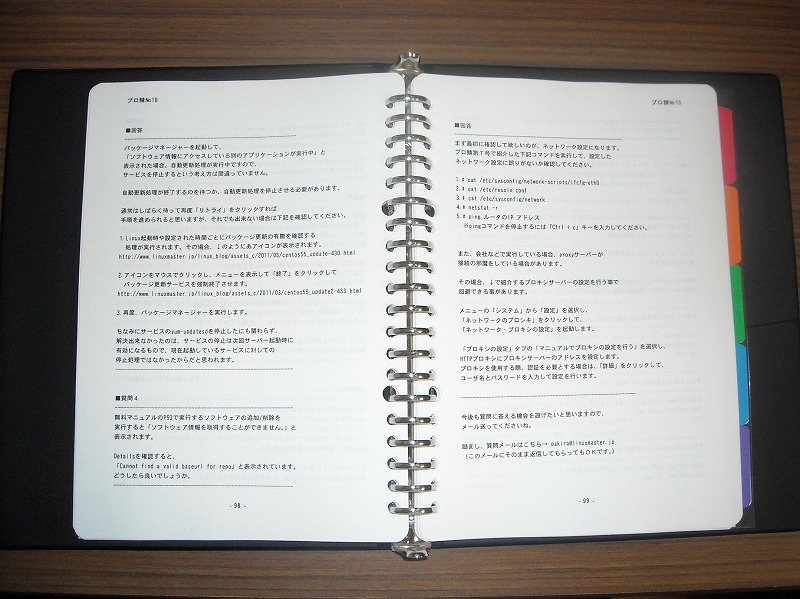 プロ頼No10
■回答
パッケージマネージャーを起動して、
「ソフトウェア情報にアクセスしている別のアプリケーションが実行中」と
表示された場合、自動更新処理が実行中ですので、
サービスを停止するという考え方は間違っていません。
自動更新処理が終了するのを待つか、自動更新処理を停止させる必要があります。
通常はしばらく待って再度「リトライ」をクリックすれば
手順を進められると思いますが、それでも出来ない場合は下記を確認してください。
1.Linux起動時や設定された時間ごとにパッケージ更新の有無を確認する
処理が実行されます。その場合、↓のようにあアイコンが表示されます。
http://www.linuxmaster.jp/linux_blog/assets_c/2011/03/centos55_update-430.html
2.アイコンをマウスでクリックし、メニューを表示して「終了」をクリックして
パッケージ更新サービスを強制終了させます。
http://www.linuxmaster.jp/linux_blog/assets_c/2011/03/centos55_update2-433.html
3.再度、パッケージマネージャーを実行します。
ちなみにサービスのyum-updatesdを停止したにも関わらず、
解決出来なかったのは、サービスの停止は次回サーバー起動時に
有効になるもので、現在起動しているサービスに対しての
停止処理ではなかったからだと思われます。
■質問4
無料マニュアルのP53で実行するソフトウェアの追加/削除を
実行すると「ソフトウェア情報を取得することができません。」と
表示されます。
Detailsを確認すると、
「Cannot find a valid baseurl for repo」と表示されています。
どうしたら良いでしょうか。
- 98 -
プロ頼No10
■回答
まず最初に確認して欲しいのが、ネットワーク設定になります。
プロ頼第7号で紹介した下記コマンドを実行して、設定した
ネットワーク設定に誤りがないか確認してください。
1.# cat /etc/sysconfig/network-scripts/ifcfg-eth0
2.# cat /etc/resolv.conf
3.# cat /etc/sysconfig/network
4.# netstat -r
5.# ping ルータのIP アドレス
※pingコマンドを停止するには「Ctrl + c」キーを入力してください。
また、会社などで実行している場合、proxyサーバーが
接続の邪魔をしている場合があります。
その場合、↓で紹介するプロキシサーバーの設定を行う事で
回避できる事があります。
メニューの「システム」から「設定」を選択し、
「ネットワークのプロシキ」をクリックして、
「ネットワーク・プロキシの設定」を起動します。
「プロキシの設定」タブの「マニュアルでプロキシの設定を行う」を選択し、
HTTPプロキシにプロキシサーバーのアドレスを設定します。
プロキシを使用する際、認証を必要とする場合は、「詳細」をクリックして、
ユーザ名とパスワードを入力して設定を行います。
今後も質問に答える機会を設けたいと思いますので、
メール送ってくださいね。
励まし、質問メールはこちら→ pakira@linuxmaster.jp
(このメールにそのまま返信してもらってもOKです。)
- 99 -